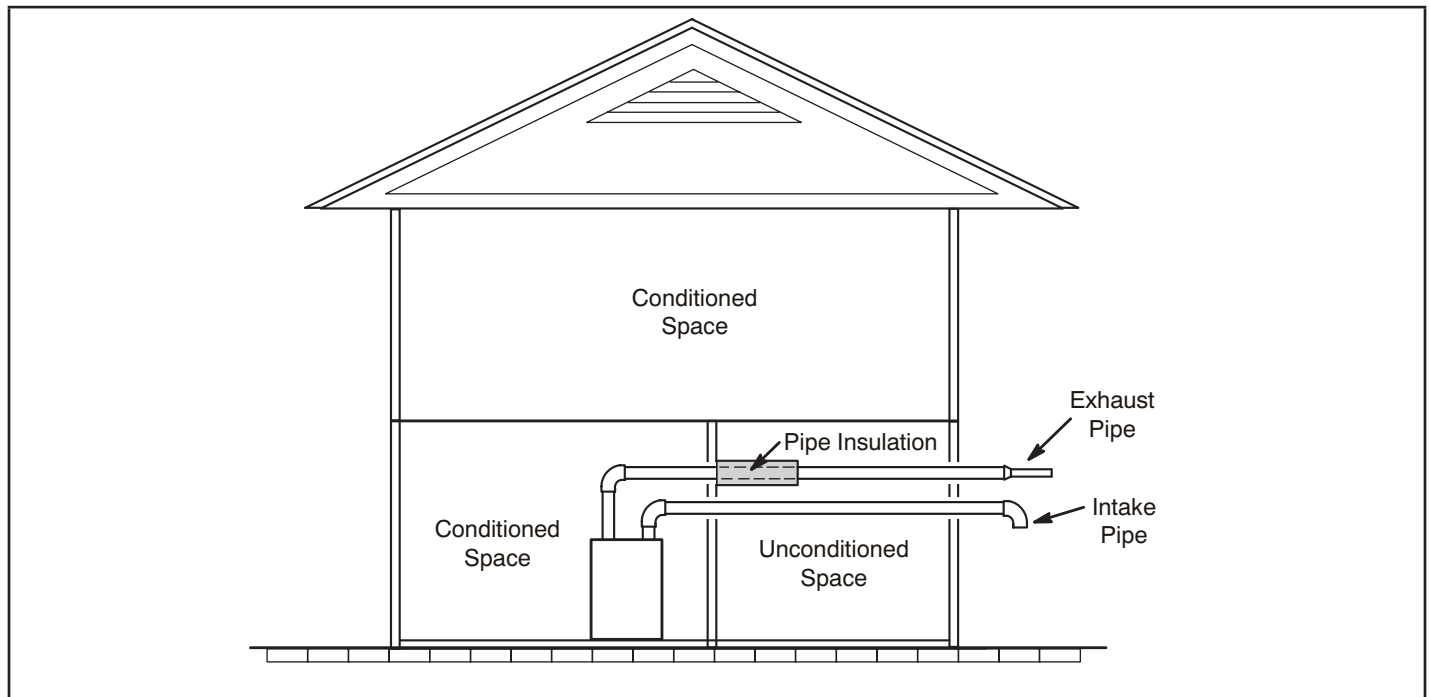 Conditioned
Space
Exhaust
Pipe
Pipe Insulation
Intake
Pipe
Conditioned
Space
Unconditioned
Space